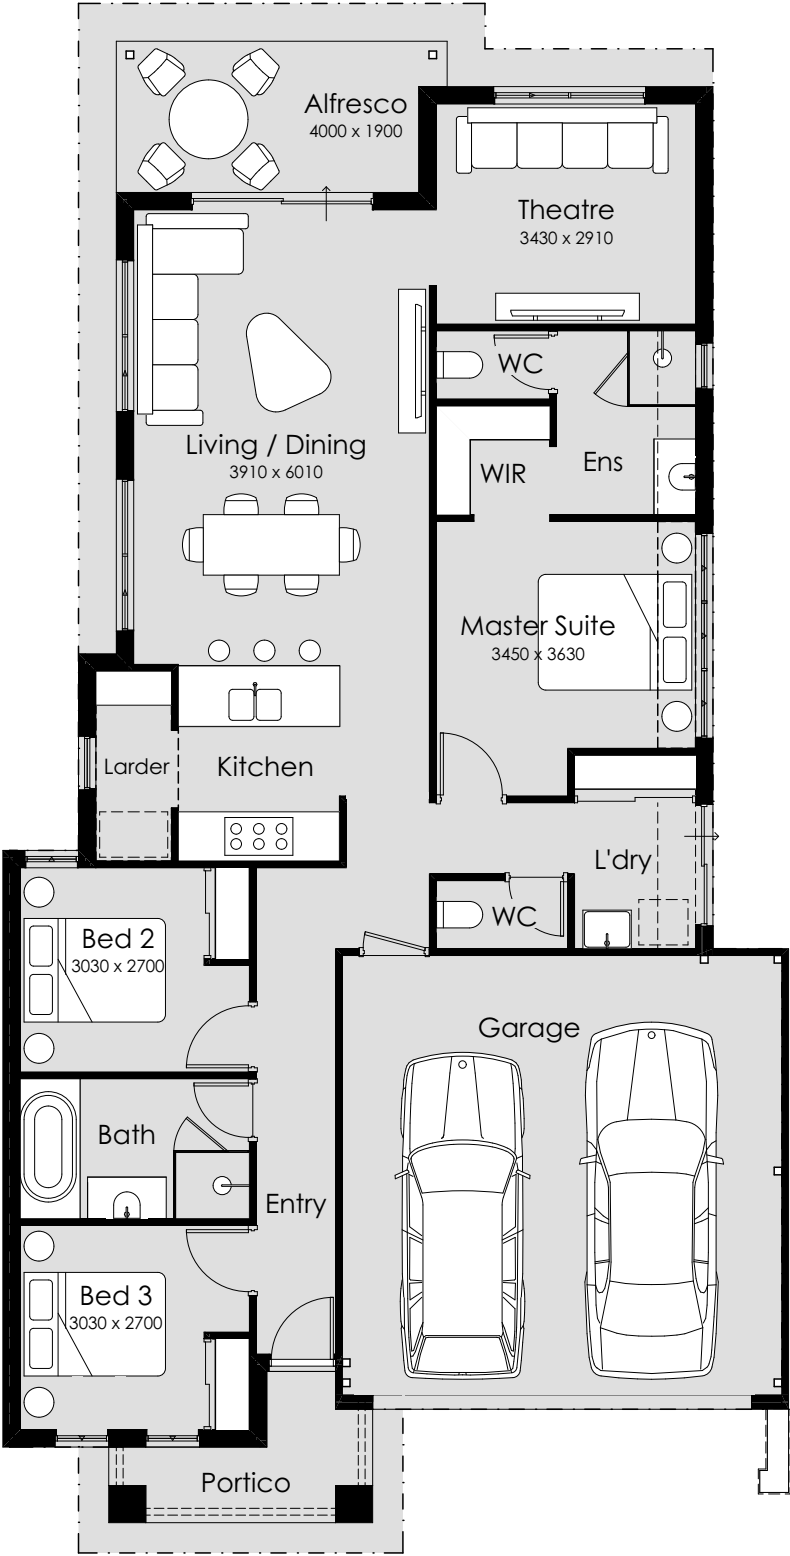 Alfresco
4000 x 1900
Theatre
3430 x 2910
WC
Living / Dining
3910 x 6010
WIR
Ens
Master Suite
3450 x 3630
Larder
Kitchen
L'dry
WC
Bed 2
3030 x 2700
Garage
Bath
Entry
Bed 3
3030 x 2700
Portico